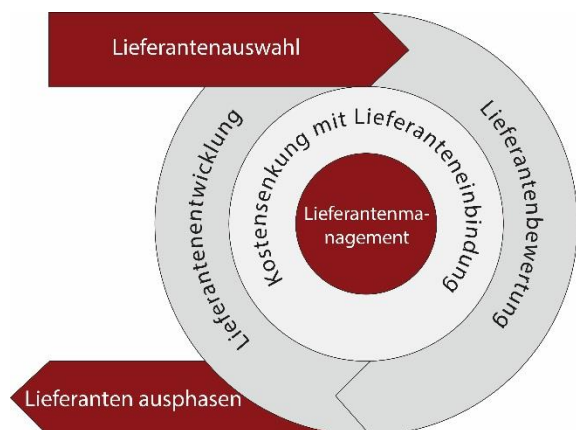 Lieferantenauswahl
Lieferantenentwicklung
Kostensenkung mit Lieferanteneinbindung
Lieferantenbewertung
Lieferantenma-
nagement
Lieferanten ausphasen